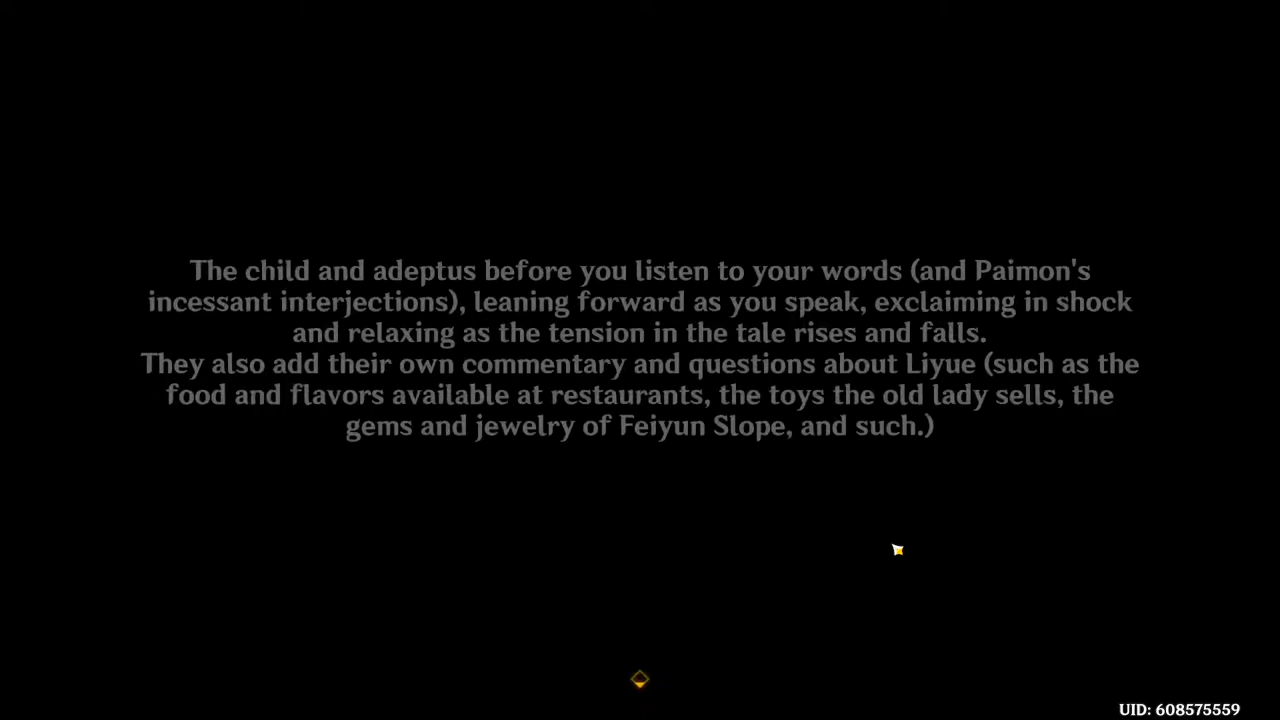 The child and adeptus before you listen to your words (and Paimon's
incessant interjections), leaning forward as you speak, exclaiming in shock
and relaxing as the tension in the tale rises and falls.
They also add their own commentary and questions about Liyue (such as the
food and flavors available at restaurants, the toys the old lady sells, the
gems and jewelry of Feiyun Slope, and such.)
UID: 608575559